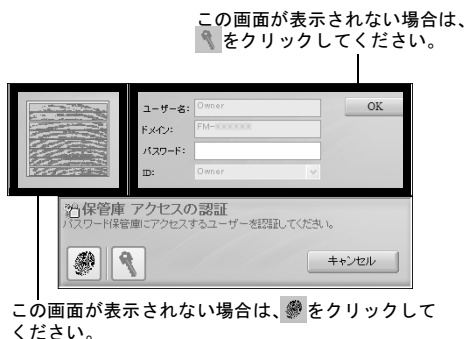 この画面が表示されない場合は、
をクリックしてください。
ユーザー名: Owner
OK
ドメイン: FM-xxxxxx
パスワード:
ID: Owner
保管庫 アクセスの認証
パスワード保管庫にアクセスするユーザーを認証してください。
キャンセル
この画面が表示されない場合は、 をクリックして
ください。